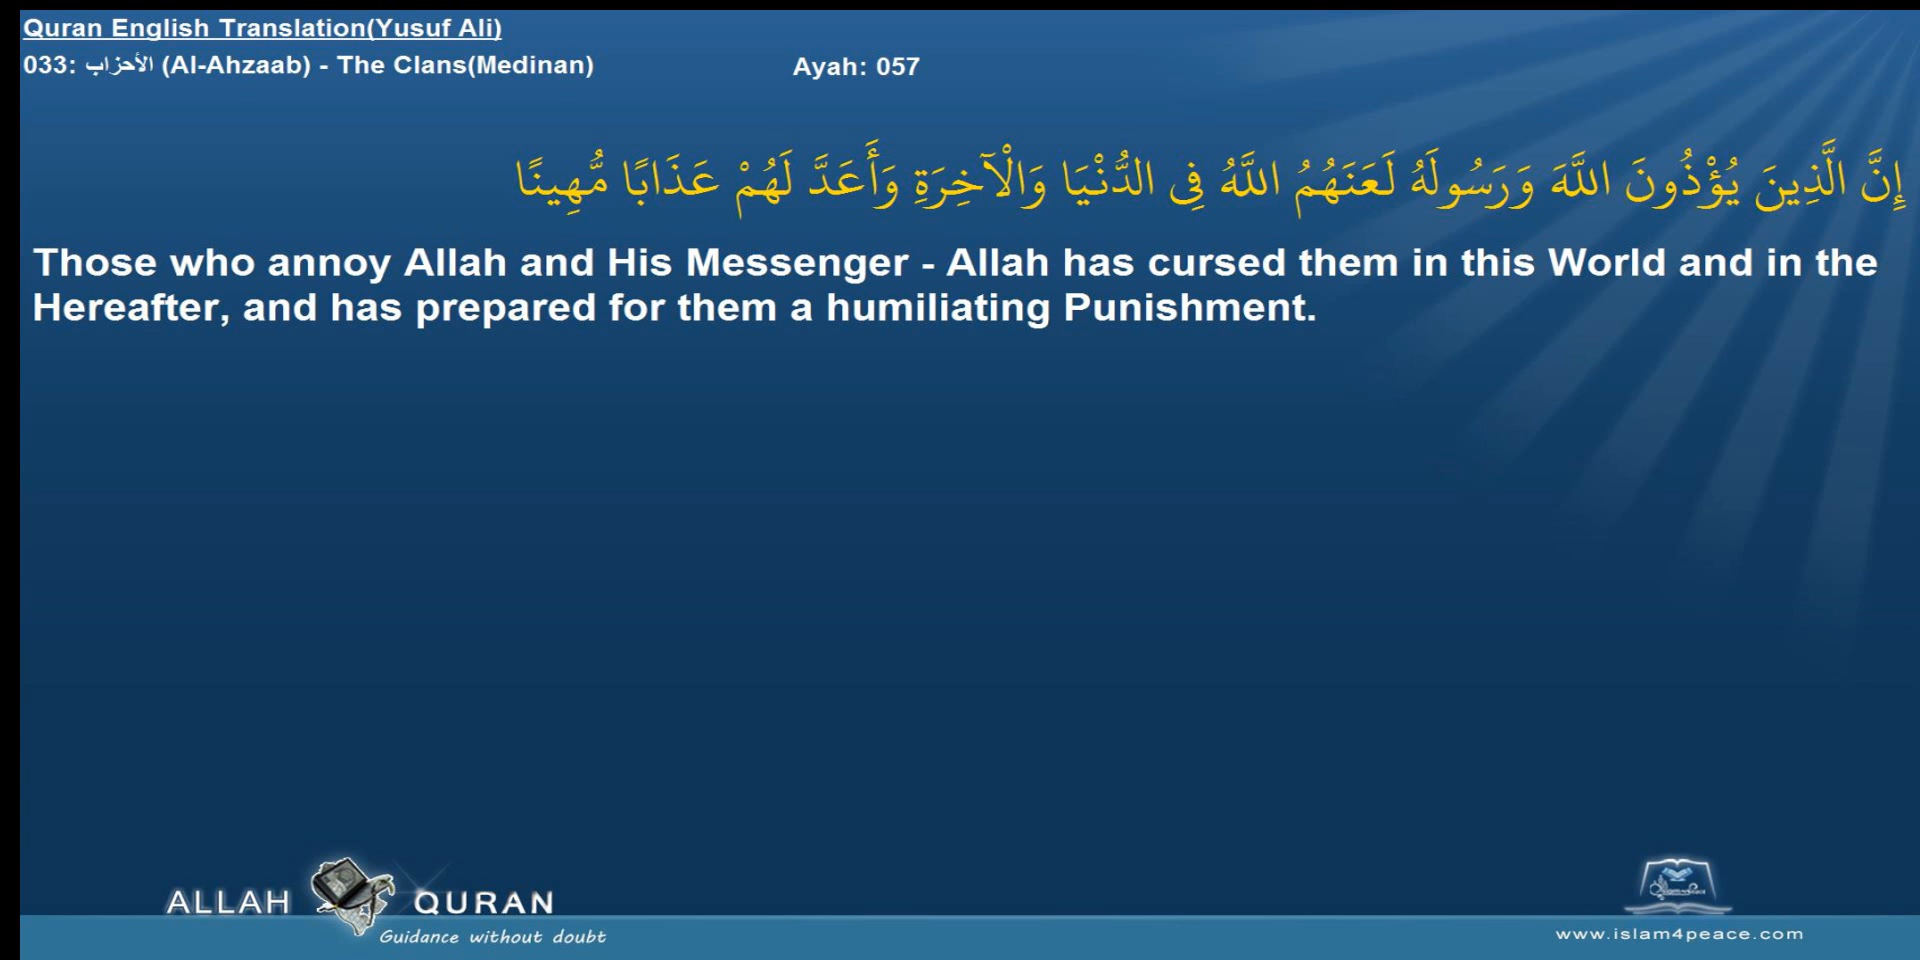 Quran English Translation(Yusuf Ali)
033: الأحزاب (Al-Ahzaab) - The Clans(Medinan) Ayah: 057
إِنَّ الَّذِينَ يُؤْذُونَ اللَّهَ وَرَسُولَهُ لَعَنَهُمُ اللَّهُ فِى الدُّنْيَا وَالْآخِرَةِ وَأَعَدَّ لَهُمْ عَذَابًا مُّهِينًا
Those who annoy Allah and His Messenger - Allah has cursed them in this World and in the
Hereafter, and has prepared for them a humiliating Punishment.
ALLAH QURAN
Guidance without doubt
www.islam4peace.com